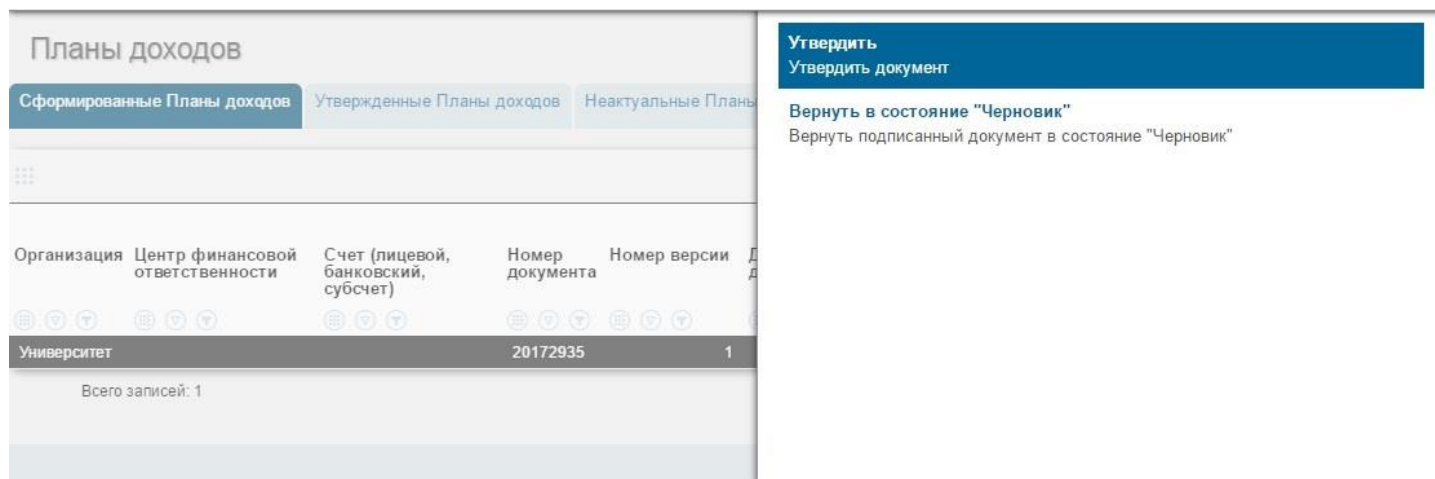 Планы доходов
Сформированные Планы доходов
Утвержденные Планы доходов
Неактуальные Планы
Организация
Центр финансовой
ответственности
Счет (лицевой,
банковский,
субсчет)
Номер
документа
Номер версии
Университет 20172935 1
Всего записей: 1
Утвердить
Утвердить документ
Вернуть в состояние "Черновик"
Вернуть подписанный документ в состояние "Черновик"